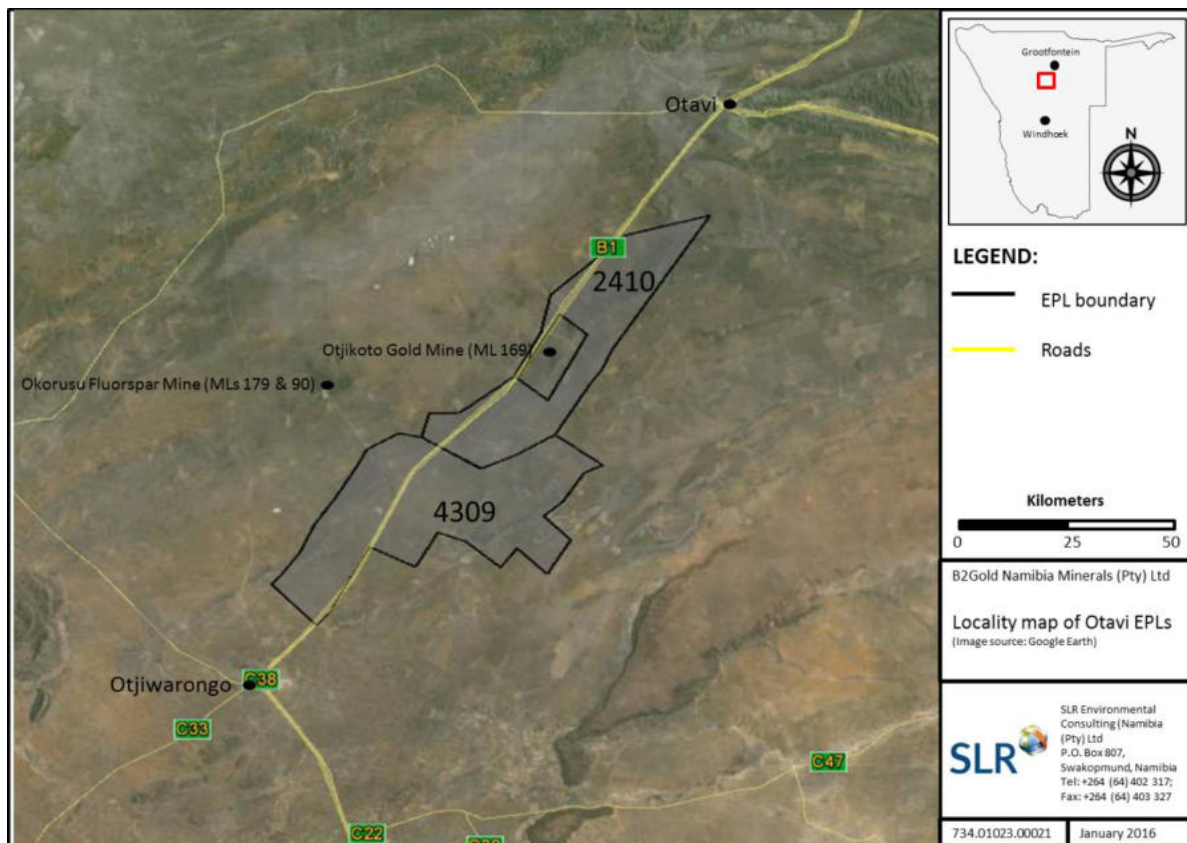 Otavi
B1
2410
Otjikoto Gold Mine (ML 169)
Okorusu Fluorspar Mine (MLs 179 & 90)
4309
Otjiwarongo
C38
C33
C47
C22
Grootfontein
Windhoek
N
LEGEND:
EPL boundary
Roads
Kilometers
0 25 50
B2Gold Namibia Minerals (Pty) Ltd
Locality map of Otavi EPLs
(Image source: Google Earth)
SLR
SLR Environmental
Consulting (Namibia
(Pty) Ltd
P.O. Box 807,
Swakopmund, Namibia
Tel: +264 (64) 402 317;
Fax: +264 (64) 403 327
734.01023.00021
January 2016